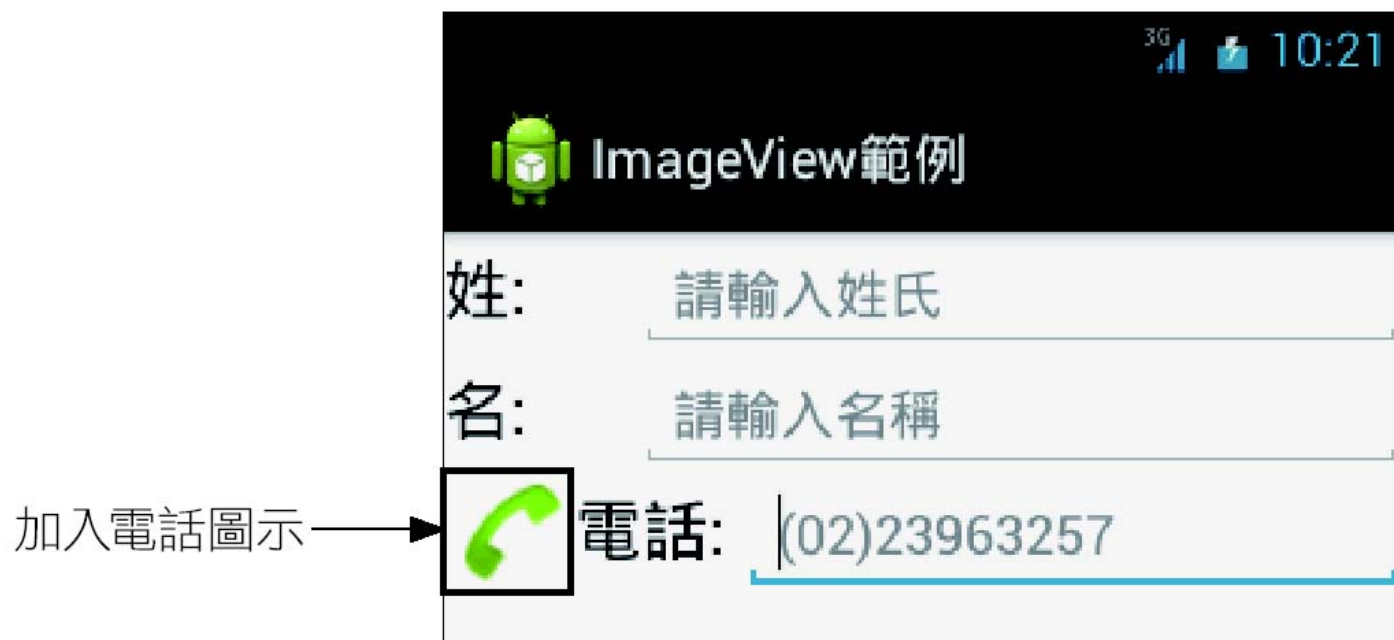 3G 10:21
ImageView範例
姓: 請輸入姓氏
名: 請輸入名稱
加入電話圖示
電話: (02)23963257